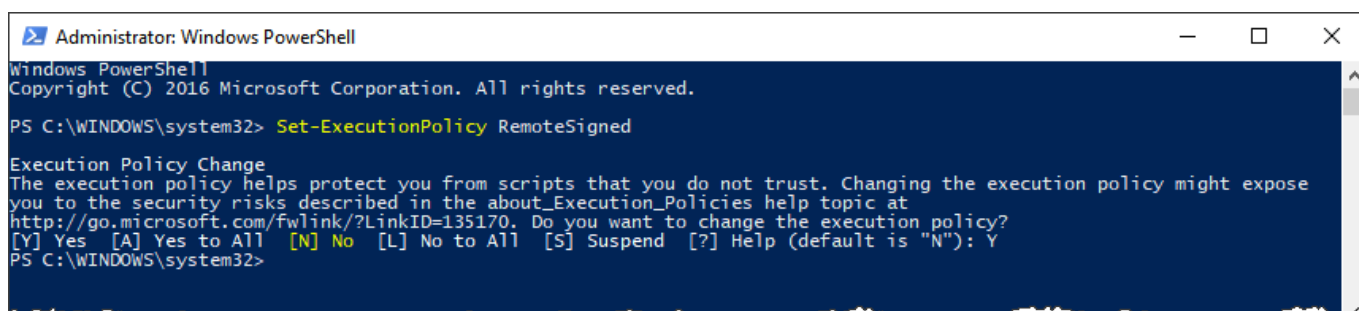 Administrator: Windows PowerShell
Windows PowerShell
Copyright (C) 2016 Microsoft Corporation. All rights reserved.
PS C:\WINDOWS\system32> Set-ExecutionPolicy RemoteSigned
Execution Policy Change
The execution policy helps protect you from scripts that you do not trust. Changing the execution policy might expose
you to the security risks described in the about_Execution_Policies help topic at
http://go.microsoft.com/fwlink/?LinkID=135170. Do you want to change the execution policy?
[Y] Yes  [A] Yes to All  [N] No  [L] No to All  [S] Suspend  [?] Help (default is "N"): Y
PS C:\WINDOWS\system32>